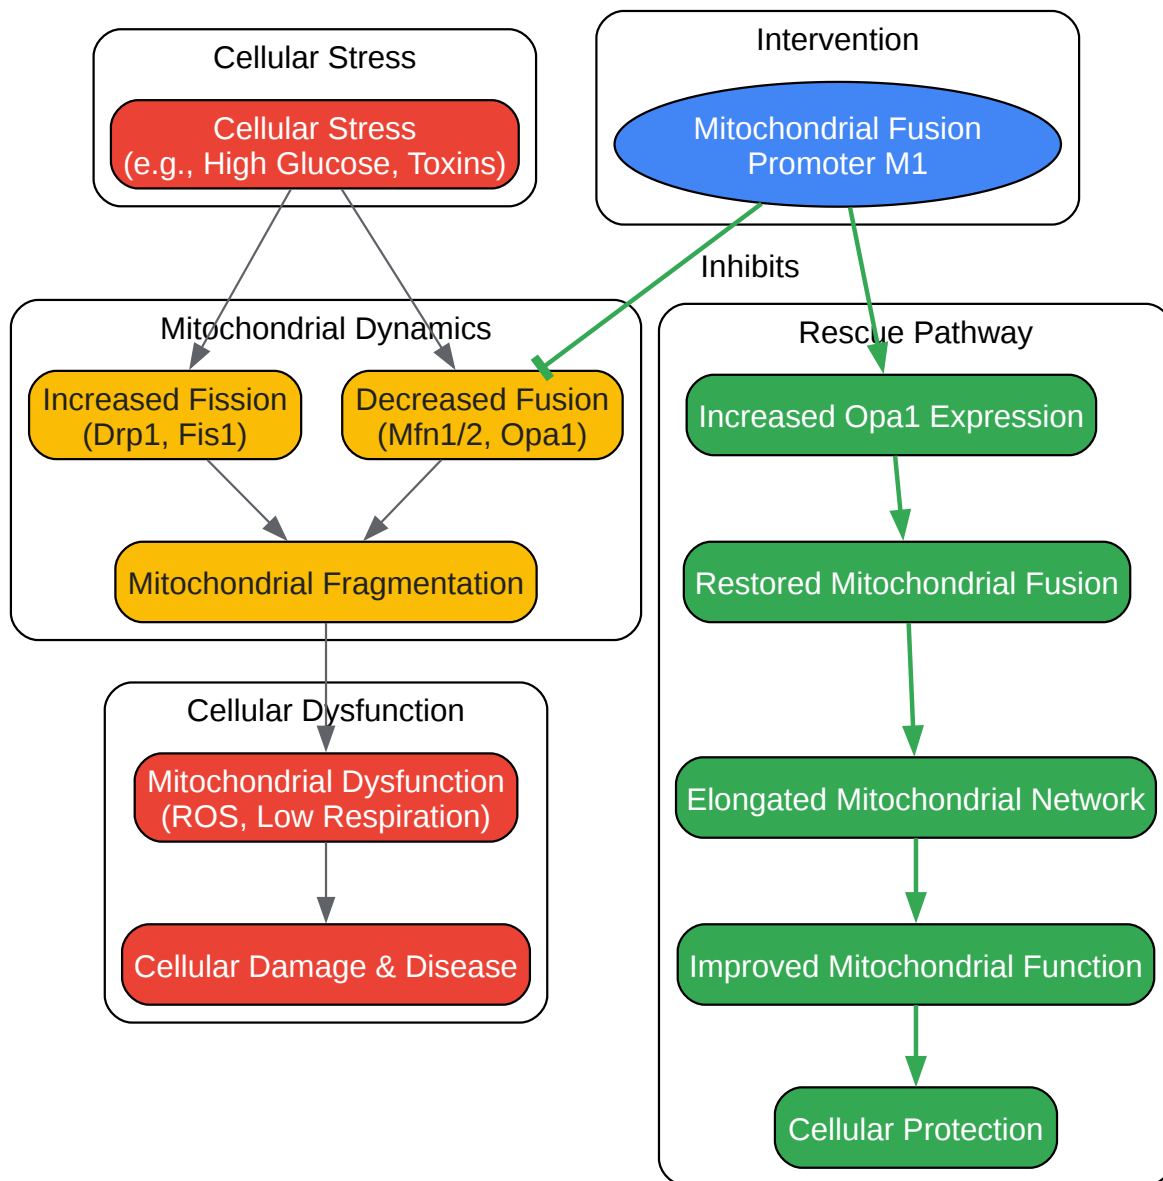 Cellular Stress
Cellular Stress
(e.g., High Glucose, Toxins)
Intervention
Mitochondrial Fusion
Promoter M1
Inhibits
Mitochondrial Dynamics
Increased Fission
(Drp1, Fis1)
Decreased Fusion
(Mfn1/2, Opa1)
Mitochondrial Fragmentation
Cellular Dysfunction
Mitochondrial Dysfunction
(ROS, Low Respiration)
Cellular Damage & Disease
Rescue Pathway
Increased Opa1 Expression
Restored Mitochondrial Fusion
Elongated Mitochondrial Network
Improved Mitochondrial Function
Cellular Protection